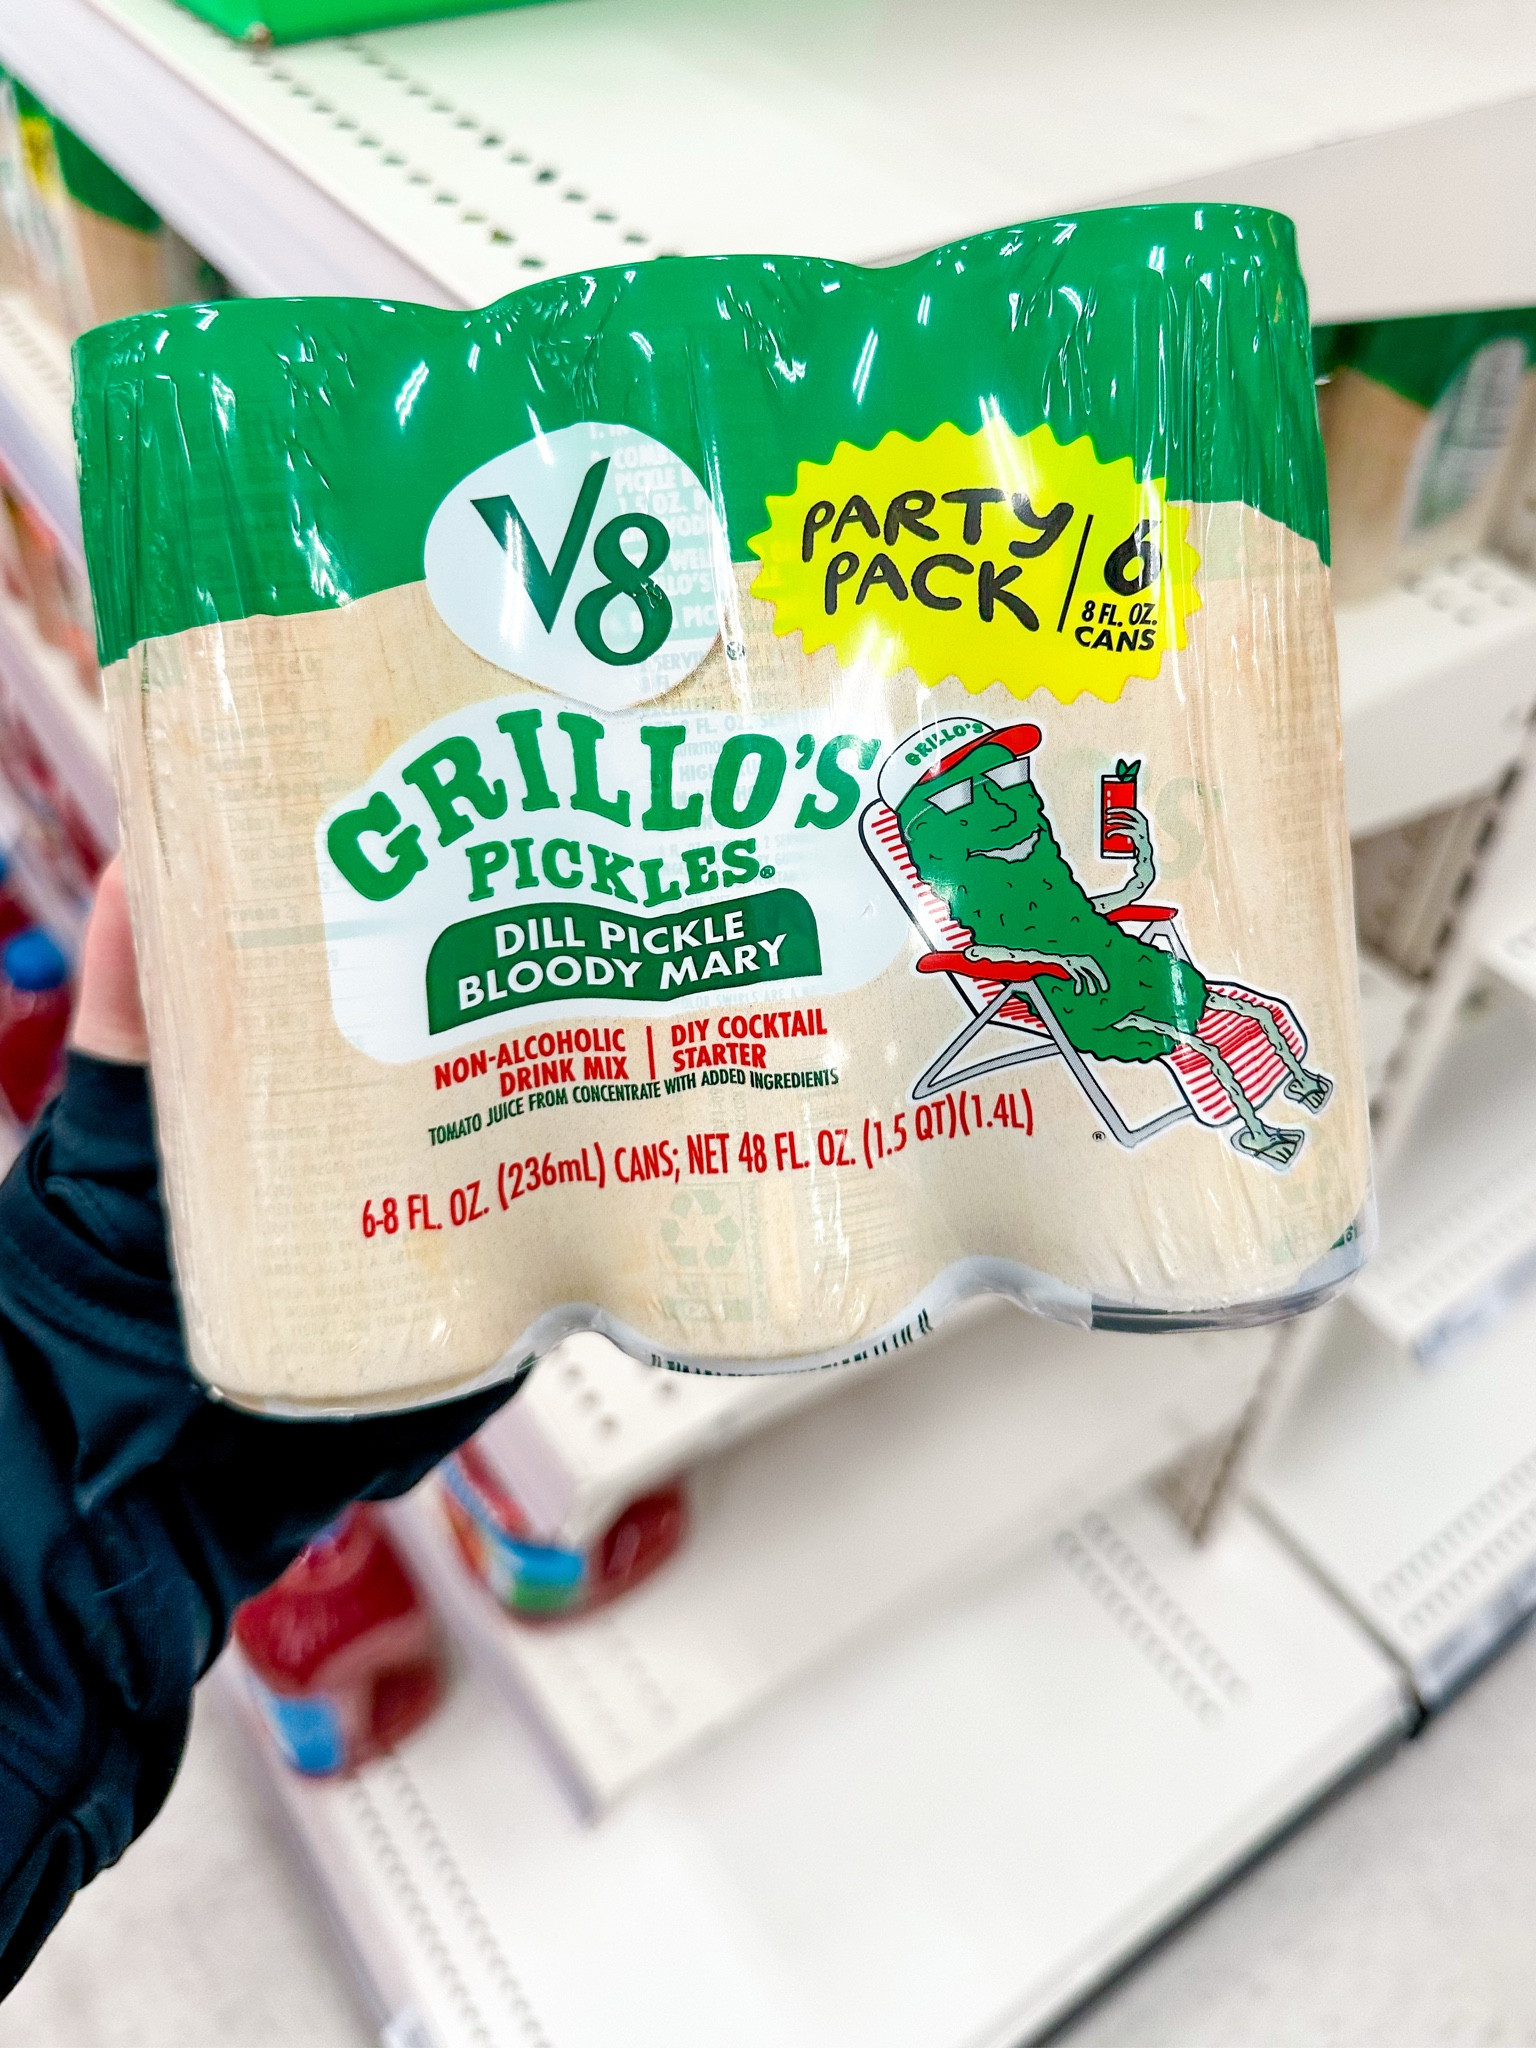 V8
PARTY
PACK
6
8 FL. OZ.
CANS
GRILLO'S
PICKLES®
DILL PICKLE
BLOODY MARY
NON-ALCOHOLIC
DRINK MIX
DIY COCKTAIL
STARTER
TOMATO JUICE FROM CONCENTRATE WITH ADDED INGREDIENTS
6-8 FL. OZ. (236mL) CANS; NET 48 FL. OZ. (1.5 QT)(1.4L)
GRILLO'S
®